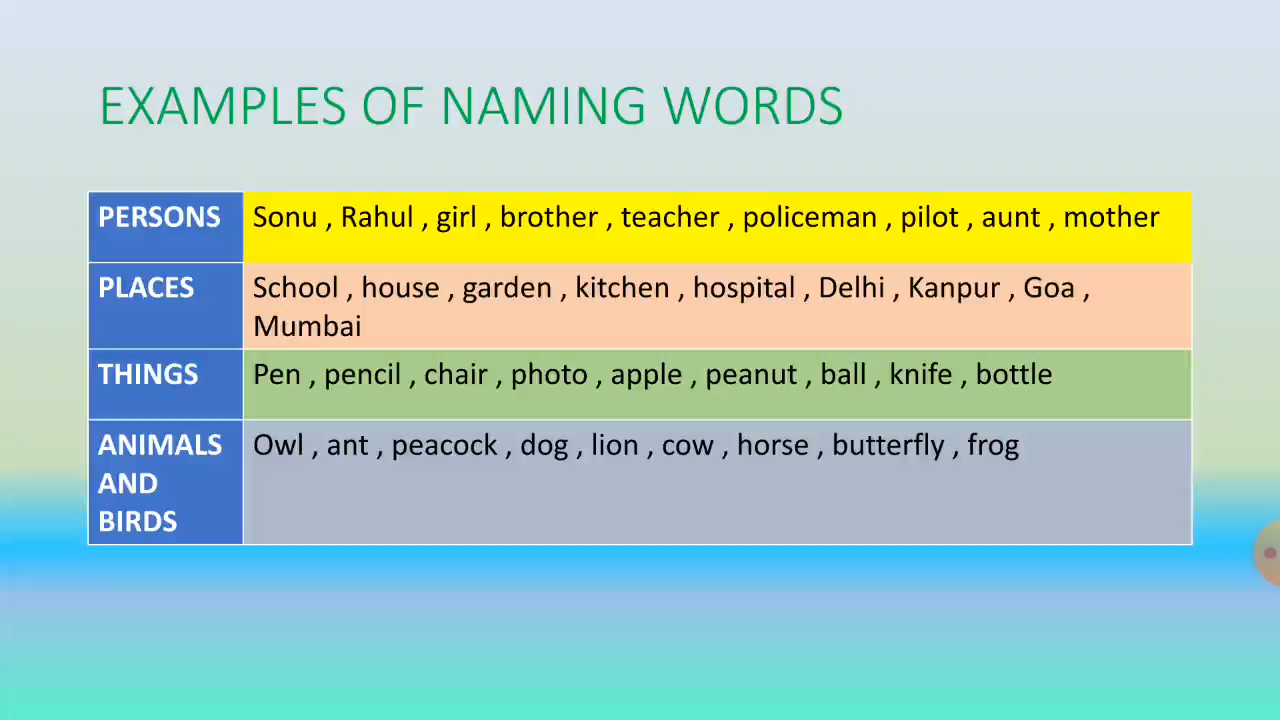 EXAMPLES OF NAMING WORDS
PERSONS
Sonu , Rahul , girl , brother , teacher , policeman , pilot , aunt , mother
PLACES
School , house , garden , kitchen , hospital , Delhi , Kanpur , Goa ,
Mumbai
THINGS
Pen , pencil , chair , photo , apple , peanut , ball , knife , bottle
ANIMALS
AND
BIRDS
Owl , ant , peacock , dog , lion , cow , horse , butterfly , frog